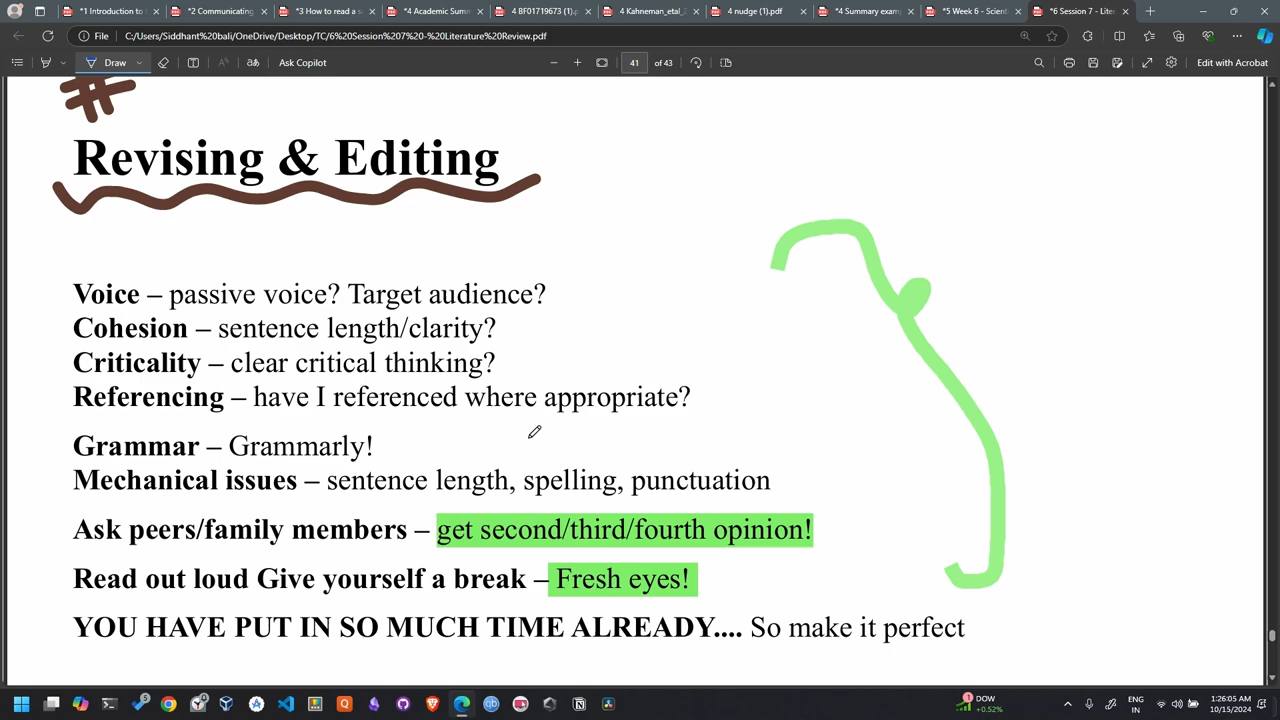 *1 Introduction to
*2 Communicating
*3 How to read a s
*4 Academic Summ
4 BF01719673 (1).p
4 Kahneman_etal_
4 nudge (1).pdf
*4 Summary examp
*5 Week 6 - Scient
*6 Session 7 - Liter
File C:/Users/Siddhant%20bali/OneDrive/Desktop/TC/6%20Session%207%20-%20Literature%20Review.pdf
Draw Ask Copilot 41 of 43 Edit with Acrobat
#
Revising & Editing
Voice – passive voice? Target audience?
Cohesion – sentence length/clarity?
Criticality – clear critical thinking?
Referencing – have I referenced where appropriate?
Grammar – Grammarly!
Mechanical issues – sentence length, spelling, punctuation
Ask peers/family members – get second/third/fourth opinion!
Read out loud Give yourself a break – Fresh eyes!
YOU HAVE PUT IN SO MUCH TIME ALREADY.... So make it perfect
DOW
+0.52%
ENG
IN
1:26:05 AM
10/15/2024